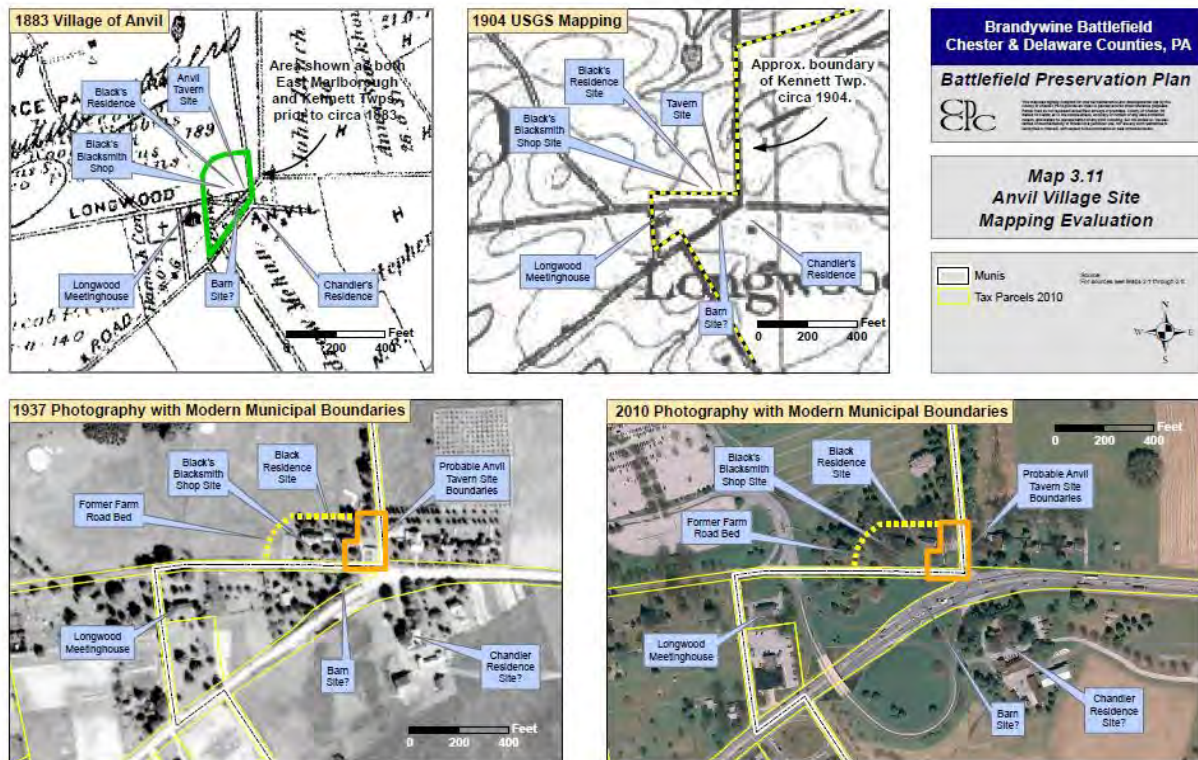 1883 Village of Anvil
Black's
Residence
Anvil
Tavern
Site
Area shown as both
East Marlborough
and Kennett Twps.
prior to circa 1883.
Black's
Blacksmith
Shop
789
LONGWOOD
ANVIL
ROAD
140
H
H
H
Longwood
Meetinghouse
Barn
Site?
Chandler's
Residence
Feet
0 200 400
1904 USGS Mapping
Black's
Residence
Site
Tavern
Site
Approx. boundary
of Kennett Twp.
circa 1904.
Black's
Blacksmith
Shop Site
Longwood
Longwood
Meetinghouse
Barn
Site?
Chandler's
Residence
Feet
0 200 400
Brandywine Battlefield
Chester & Delaware Counties, PA
Battlefield Preservation Plan
Map 3.11
Anvil Village Site
Mapping Evaluation
Munis
Tax Parcels 2010
N
W E
S
1937 Photography with Modern Municipal Boundaries
Black's
Blacksmith
Shop Site
Black
Residence
Site
Probable Anvil
Tavern Site
Boundaries
Former Farm
Road Bed
Longwood
Meetinghouse
Barn
Site?
Chandler
Residence
Site?
Feet
0 200 400
2010 Photography with Modern Municipal Boundaries
Feet
0 200 400
Black's
Blacksmith
Shop Site
Black
Residence
Site
Probable Anvil
Tavern Site
Boundaries
Former Farm
Road Bed
Longwood
Meetinghouse
Barn
Site?
Chandler
Residence
Site?